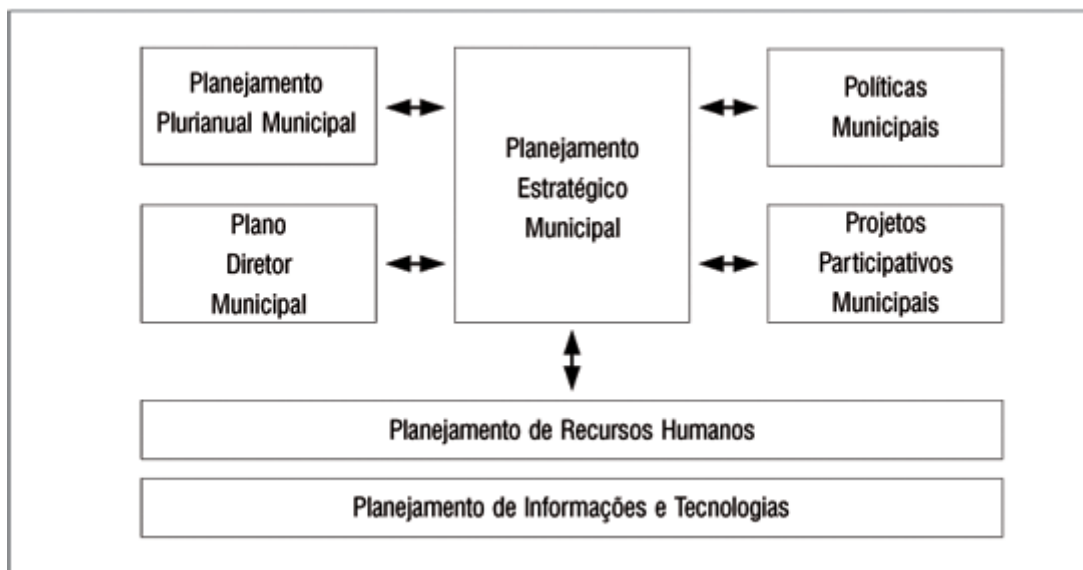 Planejamento
Plurianual Municipal
Plano
Diretor
Municipal
Planejamento
Estratégico
Municipal
Políticas
Municipais
Projetos
Participativos
Municipais
Planejamento de Recursos Humanos
Planejamento de Informações e Tecnologias